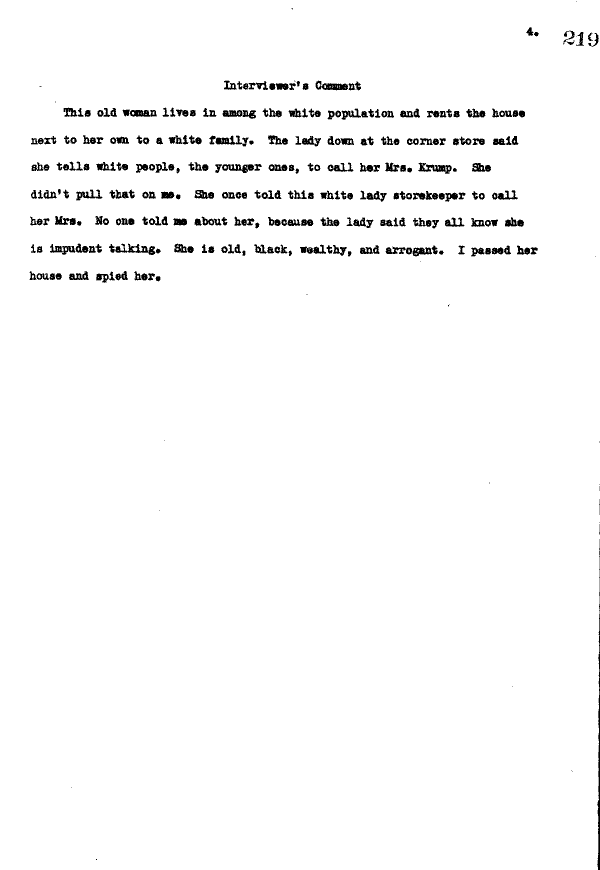 4.
219
Interviewer's Comment
This old woman lives in among the white population and rents the house
next to her own to a white family. The lady down at the corner store said
she tells white people, the younger ones, to call her Mrs. Krump. She
didn't pull that on me. She once told this white lady storekeeper to call
her Mrs. No one told me about her, because the lady said they all know she
is impudent talking. She is old, black, wealthy, and arrogant. I passed her
house and spied her.